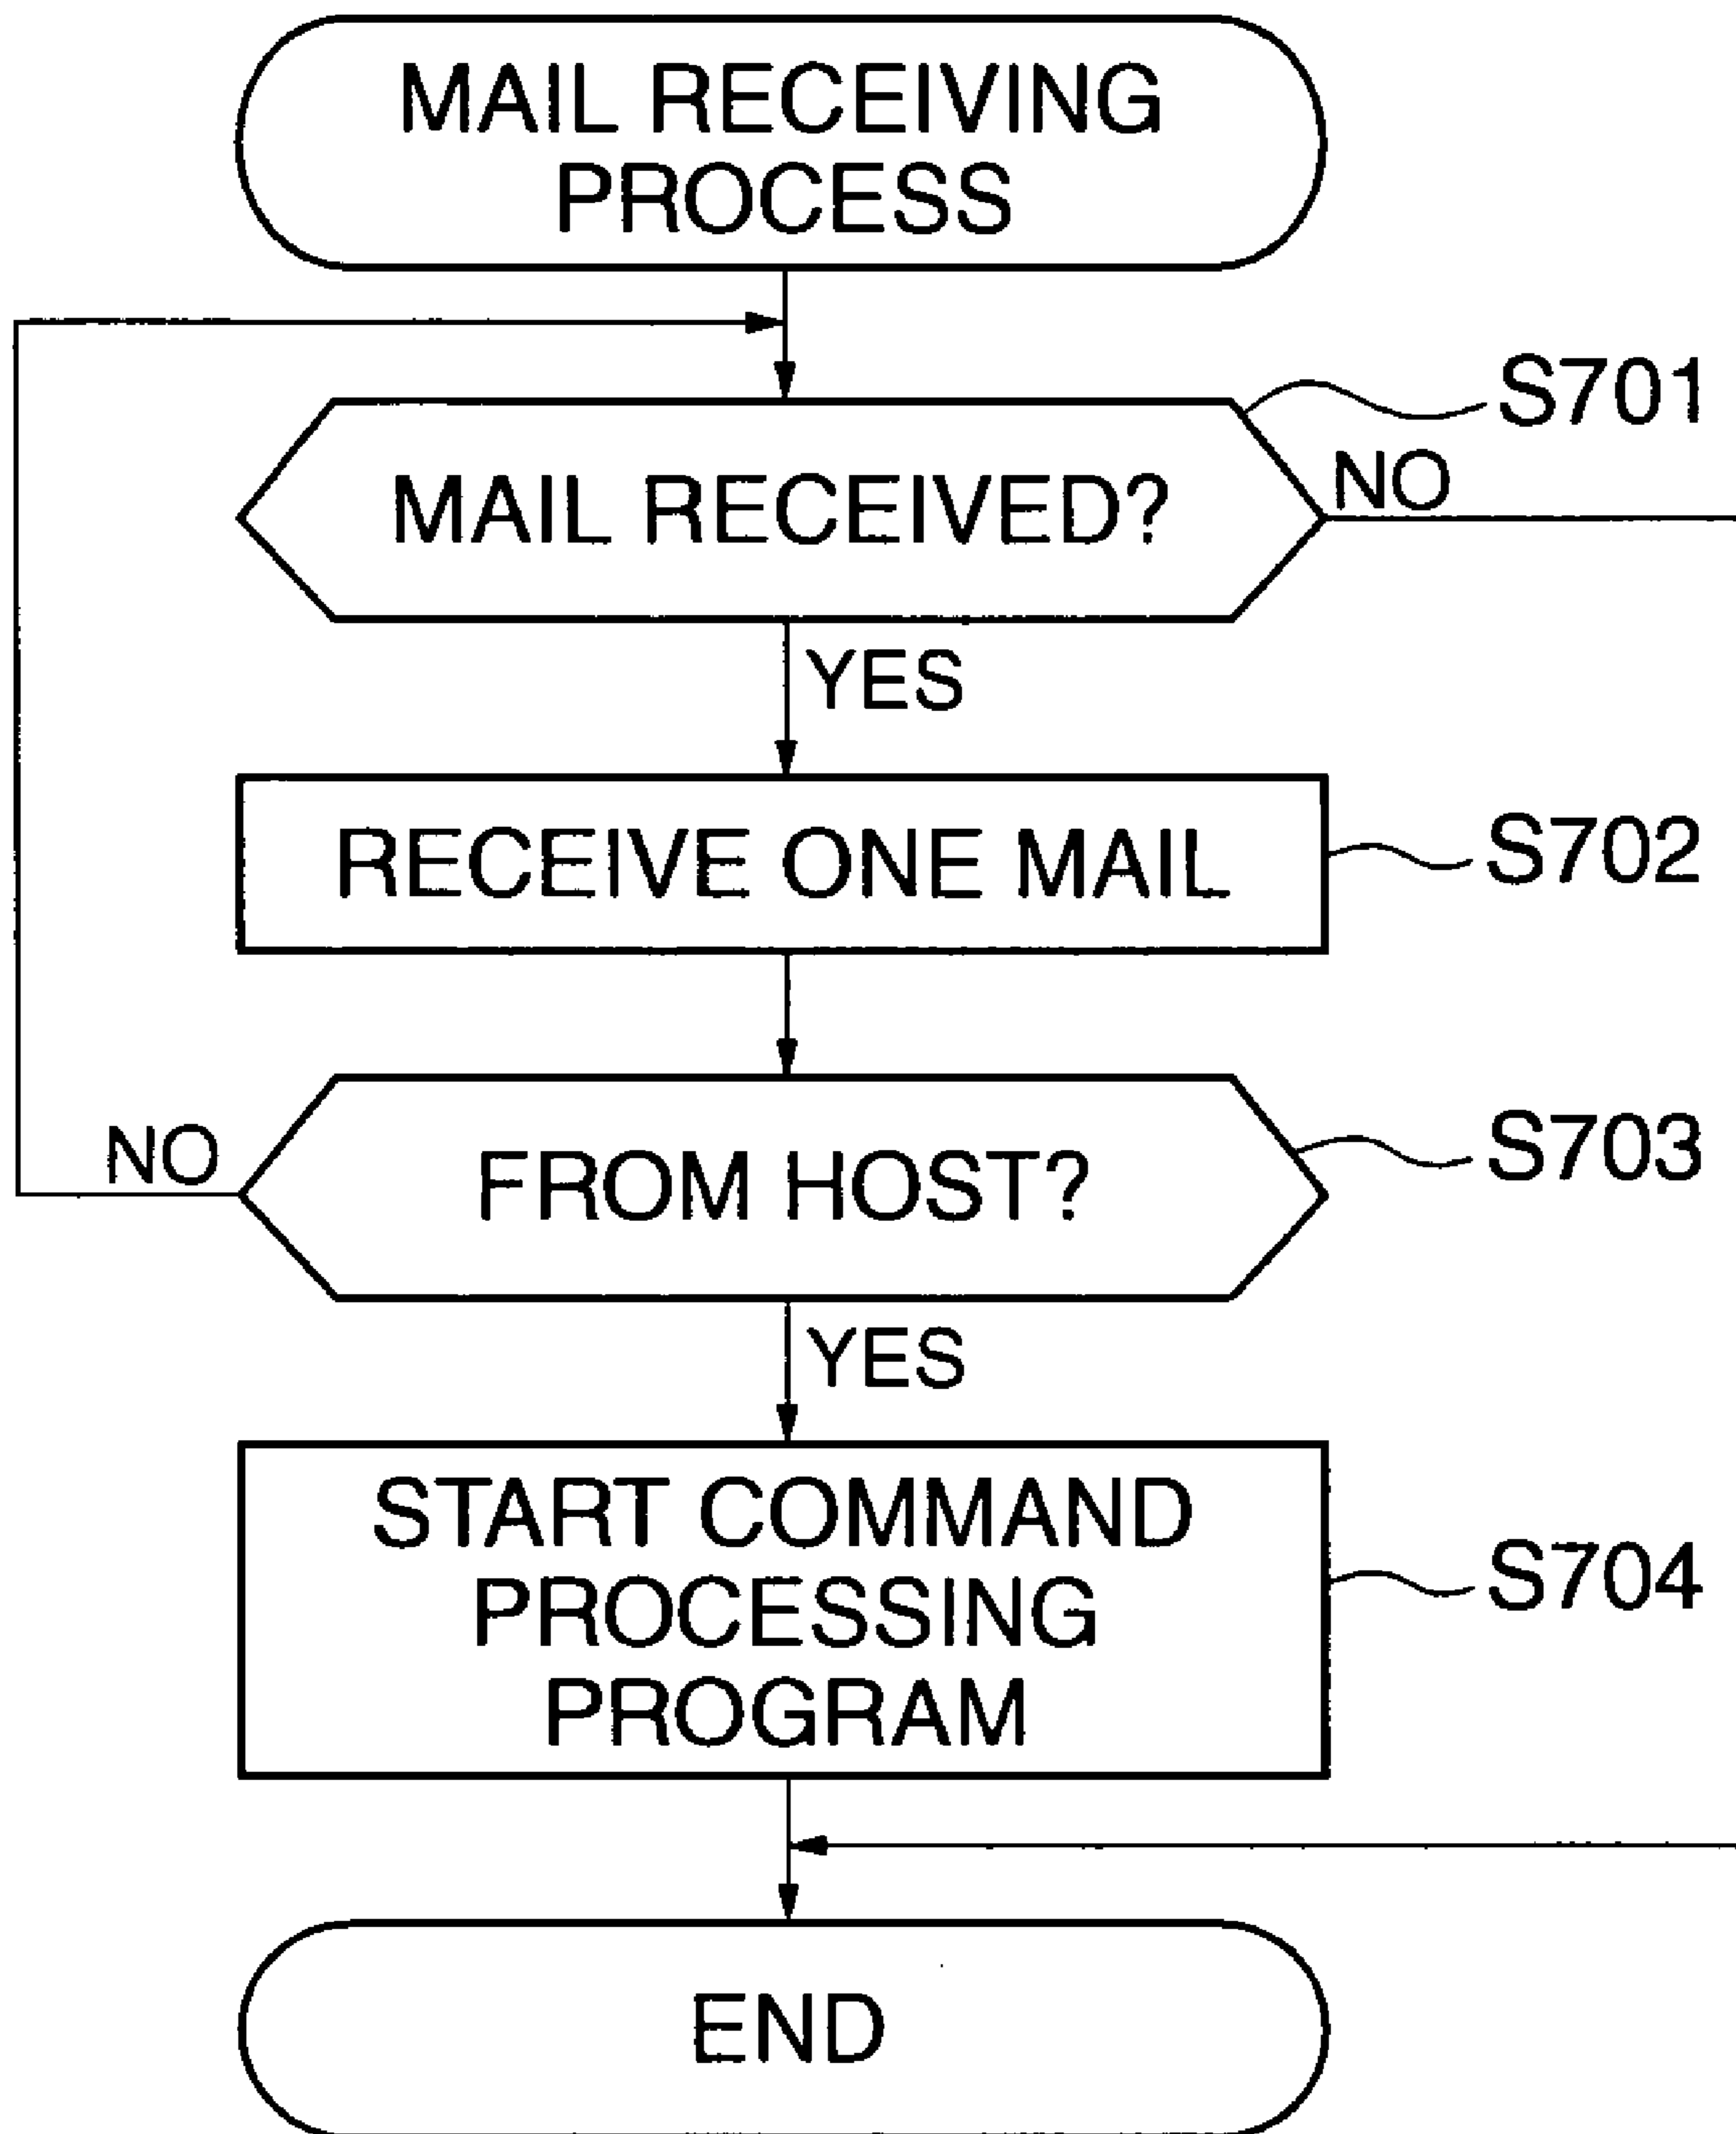 MAIL RECEIVING
PROCESS
S701
MAIL RECEIVED?
NO
YES
RECEIVE ONE MAIL
S702
NO
FROM HOST?
S703
YES
START COMMAND
PROCESSING
PROGRAM
S704
END